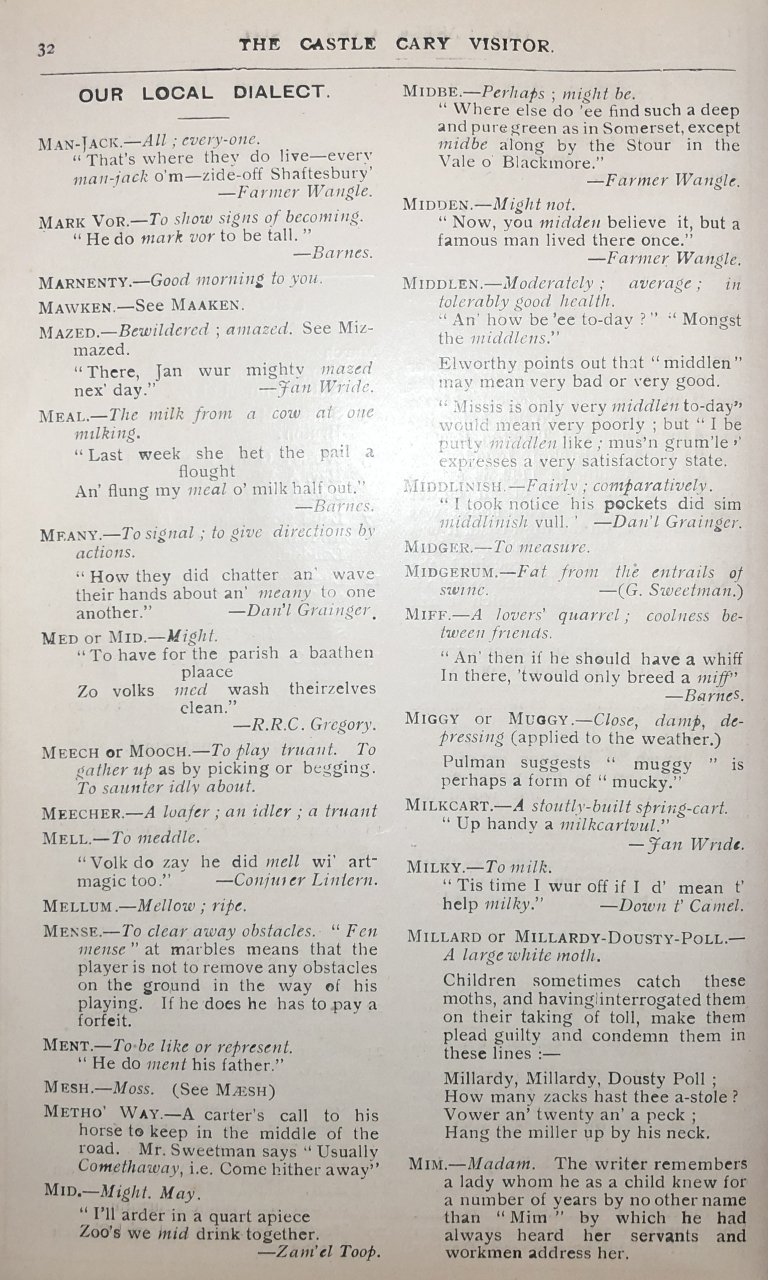 32
THE CASTLE CARY VISITOR.
OUR LOCAL DIALECT.
MAN-JACK.—All ; every-one.
“ That's where they do live—every
man-jack o'm—zide-off Shaftesbury’
—Farmer Wangle.
MARK VOR.—To show signs of becoming.
“ He do mark vor to be tall. ”
—Barnes.
MARNENTY.—Good morning to you.
MAWKEN.—See MAAKEN.
MAZED.—Bewildered ; amazed. See Miz-
mazed.
“ There, Jan wur mighty mazed
nex' day.” —Jan Wride.
MEAL.—The milk from a cow at one
milking.
“ Last week she het the pail a
flought
An' flung my meal o' milk half out.”
—Barnes.
MEANY.—To signal ; to give directions by
actions.
“ How they did chatter an' wave
their hands about an' meany to one
another.” —Dan'l Grainger.
MED or MID.—Might.
“ To have for the parish a baathen
plaace
Zo volks med wash theirzelves
clean.”
—R.R.C. Gregory.
MEECH or MOOCH.—To play truant. To
gather up as by picking or begging.
To saunter idly about.
MEECHER.—A loafer ; an idler ; a truant
MELL.—To meddle.
“ Volk do zay he did mell wi' art-
magic too.” —Conjurer Lintern.
MELLUM.—Mellow ; ripe.
MENSE.—To clear away obstacles. “ Fen
mense ” at marbles means that the
player is not to remove any obstacles
on the ground in the way of his
playing. If he does he has to pay a
forfeit.
MENT.—To be like or represent.
“ He do ment his father.”
MESH.—Moss. (See MÆSH)
METHO' WAY.—A carter's call to his
horse to keep in the middle of the
road. Mr. Sweetman says “ Usually
Comethaway, i.e. Come hither away”
MID.—Might. May.
“ I'll arder in a quart apiece
Zoo's we mid drink together.
—Zam'el Toop.
MIDBE.—Perhaps ; might be.
“ Where else do 'ee find such a deep
and pure green as in Somerset, except
midbe along by the Stour in the
Vale o' Blackmore.”
—Farmer Wangle.
MIDDEN.—Might not.
“ Now, you midden believe it, but a
famous man lived there once.”
—Farmer Wangle.
MIDDLEN.—Moderately ; average ; in
tolerably good health.
“ An' how be 'ee to-day ? ” “ Mongst
the middlens.”
Elworthy points out that “ middlen ”
may mean very bad or very good.
“ Missis is only very middlen to-day”
would mean very poorly ; but “ I be
purty middlen like ; mus'n grum'le ”
expresses a very satisfactory state.
MIDDLINISH.—Fairly ; comparatively.
“ I took notice his pockets did sim
middlinish vull. ’ —Dan'l Grainger.
MIDGER.—To measure.
MIDGERUM.—Fat from the entrails of
swine. —(G. Sweetman.)
MIFF.—A lovers' quarrel ; coolness be-
tween friends.
“ An' then if he should have a whiff
In there, 'twould only breed a miff”
—Barnes.
MIGGY or MUGGY.—Close, damp, de-
pressing (applied to the weather.)
Pulman suggests “ muggy ” is
perhaps a form of “ mucky.”
MILKCART.—A stoutly-built spring-cart.
“ Up handy a milkcartvul.”
—Jan Wride.
MILKY.—To milk.
“ Tis time I wur off if I d' mean t'
help milky.” —Down t' Camel.
MILLARD or MILLARDY-DOUSTY-POLL.—
A large white moth.
Children sometimes catch these
moths, and having interrogated them
on their taking of toll, make them
plead guilty and condemn them in
these lines :—
Millardy, Millardy, Dousty Poll ;
How many zacks hast thee a-stole ?
Vower an' twenty an' a peck ;
Hang the miller up by his neck.
MIM.—Madam. The writer remembers
a lady whom he as a child knew for
a number of years by no other name
than “ Mim ” by which he had
always heard her servants and
workmen address her.